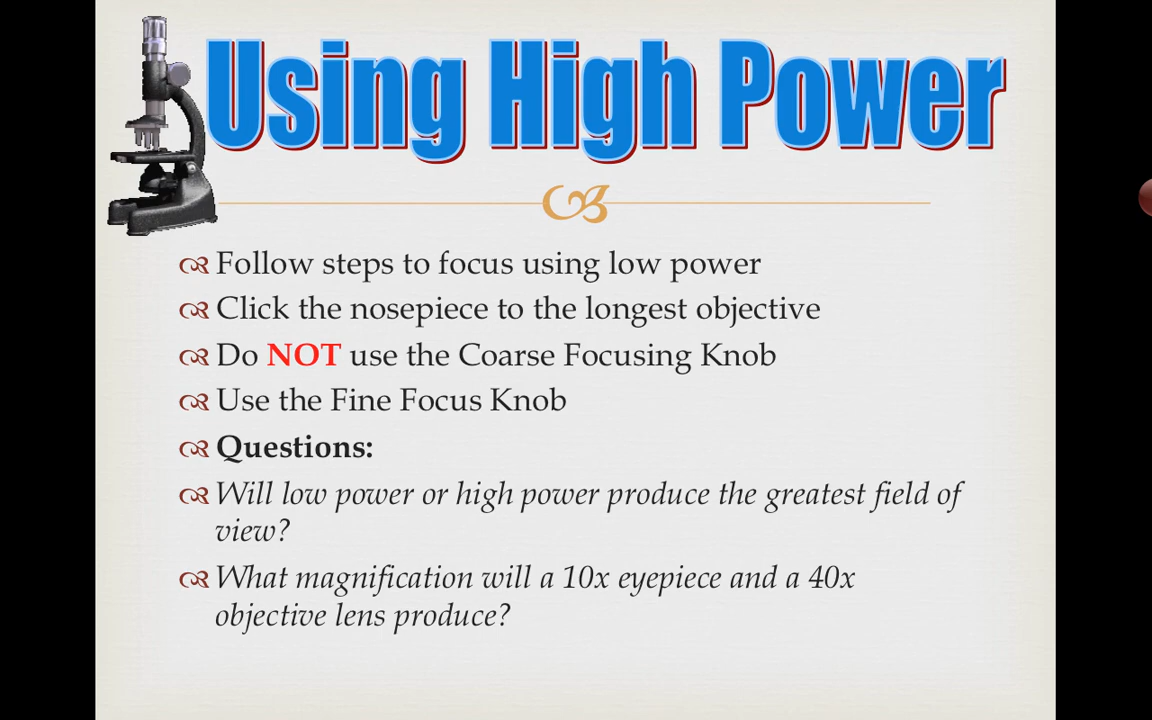 Using High Power
Follow steps to focus using low power
Click the nosepiece to the longest objective
Do NOT use the Coarse Focusing Knob
Use the Fine Focus Knob
Questions:
Will low power or high power produce the greatest field of
view?
What magnification will a 10x eyepiece and a 40x
objective lens produce?